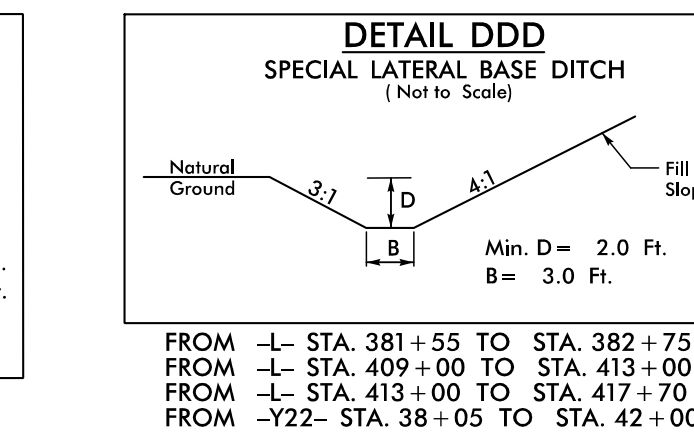 DETAIL DDD
SPECIAL LATERAL BASE DITCH
( Not to Scale)
Natural
Ground
3:1
D
4:1
Fill
B
Min. D = 2.0 Ft.
B = 3.0 Ft.
FROM -L- STA. 381+55 TO STA. 382+75
FROM -L- STA. 409+00 TO STA. 413+00
FROM -L- STA. 413+00 TO STA. 417+70
FROM -Y22- STA. 38+05 TO STA. 42+00